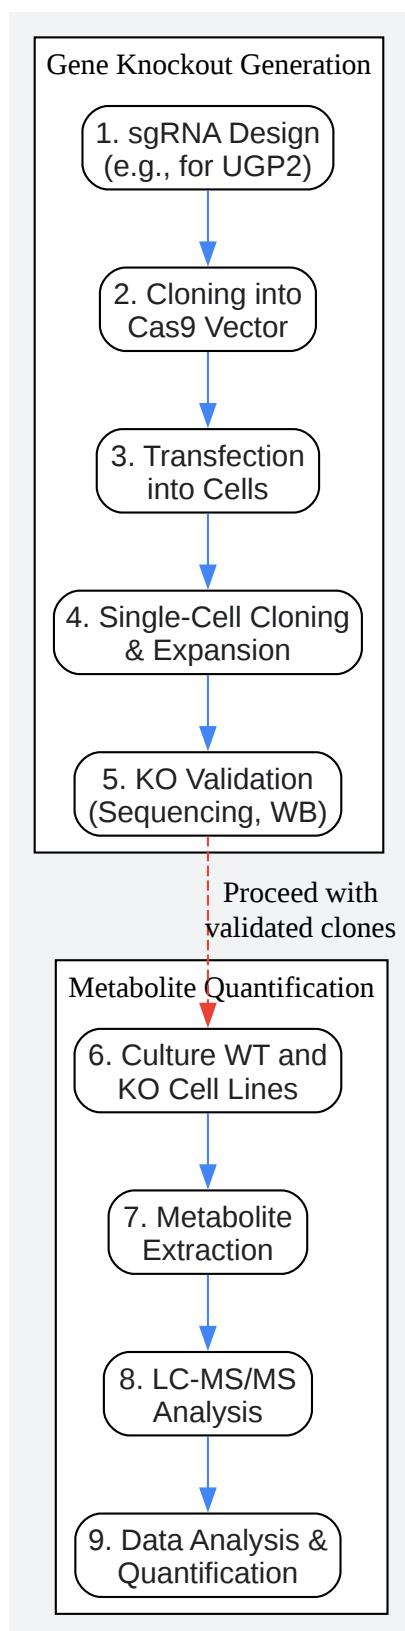 Gene Knockout Generation
1. sgRNA Design
(e.g., for UGP2)
2. Cloning into
Cas9 Vector
3. Transfection
into Cells
4. Single-Cell Cloning
& Expansion
5. KO Validation
(Sequencing, WB)
Proceed with
validated clones
Metabolite Quantification
6. Culture WT and
KO Cell Lines
7. Metabolite
Extraction
8. LC-MS/MS
Analysis
9. Data Analysis &
Quantification